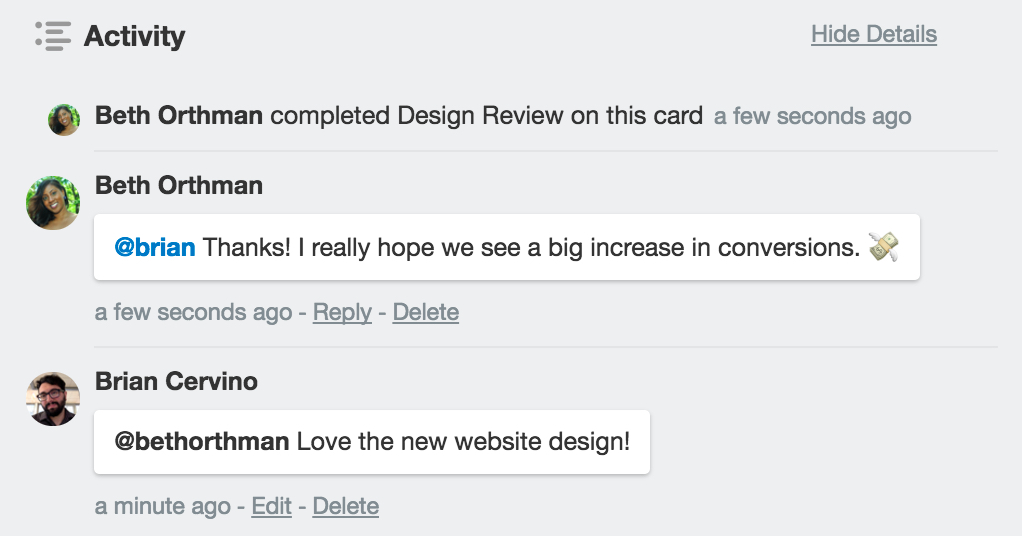 Activity
Hide Details
Beth Orthman completed Design Review on this card a few seconds ago
Beth Orthman
@brian Thanks! I really hope we see a big increase in conversions. 💸
a few seconds ago - Reply - Delete
Brian Cervino
@bethorthman Love the new website design!
a minute ago - Edit - Delete